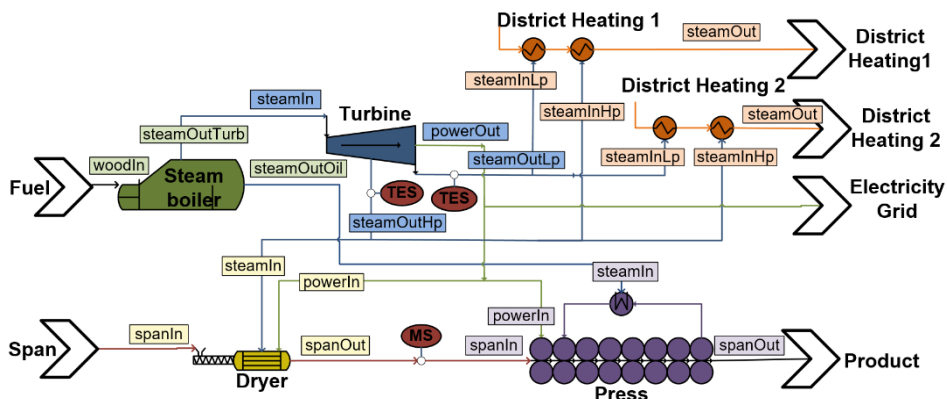 District Heating 1
steamOut
District
Heating1
steamInLp
steamIn
District Heating 2
Turbine
steamInHp
steamOut
District
Heating 2
steamOutTurb
powerOut
woodIn
steamOutOil
steamOutLp
steamInLp
steamInHp
Fuel
Steam
boiler
TES
TES
Electricity
Grid
steamOutHp
steamIn
powerIn
steamIn
powerIn
spanIn
MS
spanOut
spanIn
spanOut
Span
Product
Dryer
Press